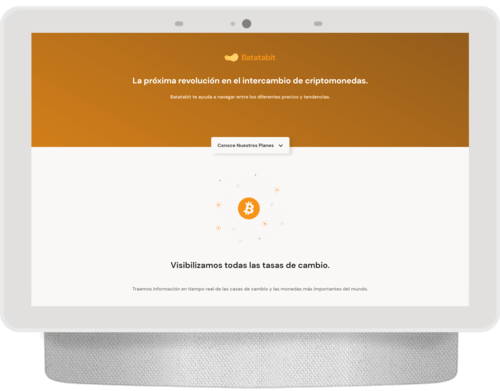 Batatabit
La próxima revolución en el intercambio de criptomonedas.
Batatabit te ayuda a navegar entre los diferentes precios y tendencias.
Conoce Nuestros Planes
Visibilizamos todas las tasas de cambio.
Traemos información en tiempo real de las casas de cambio y las monedas más importantes del mundo.